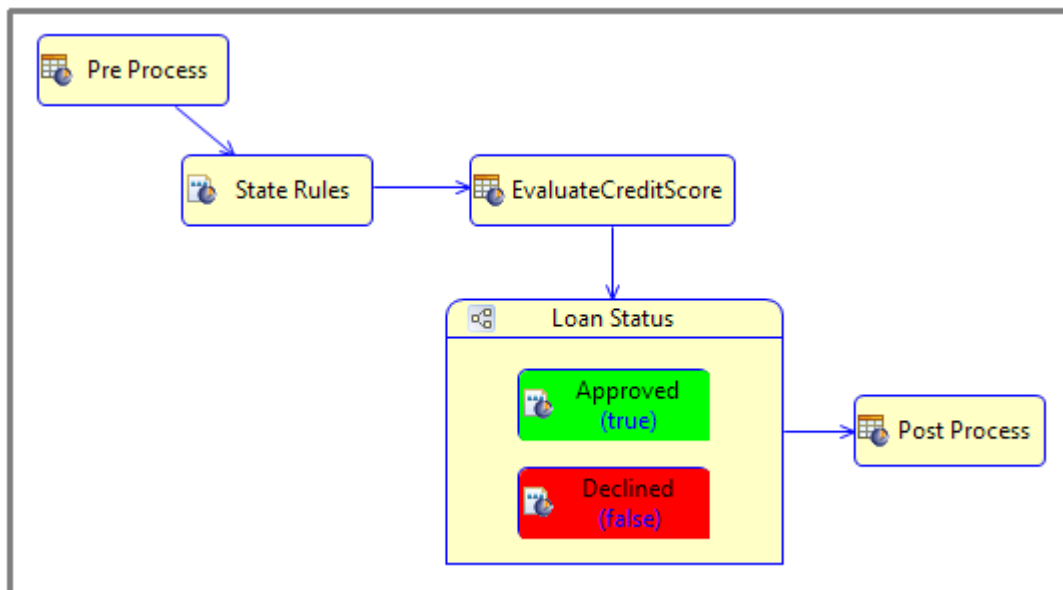 Pre Process
State Rules
EvaluateCreditScore
Loan Status
Approved
(true)
Declined
(false)
Post Process